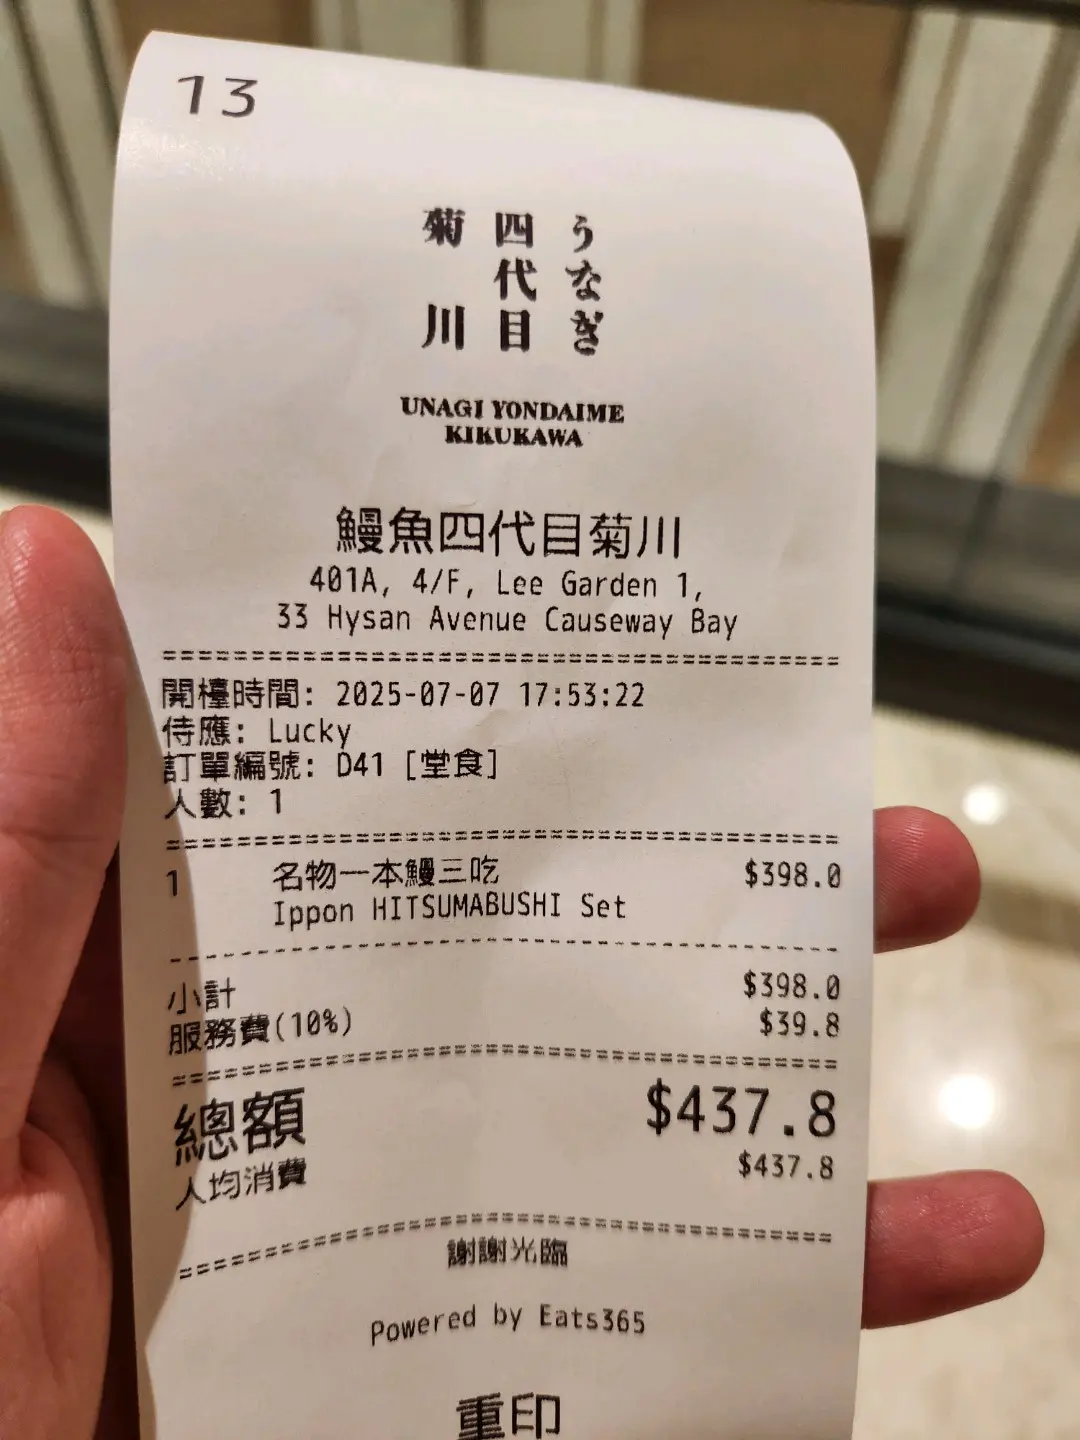 13
うなぎ
四代目
菊川
UNAGI YONDAIME
KIKUKAWA
鰻魚四代目菊川
401A, 4/F, Lee Garden 1,
33 Hysan Avenue Causeway Bay
開檯時間: 2025-07-07 17:53:22
侍應: Lucky
訂單編號: D41 [堂食]
人數: 1
1 名物一本鰻三吃 $398.0
Ippon HITSUMABUSHI Set
小計 $398.0
服務費(10%) $39.8
總額 $437.8
人均消費 $437.8
謝謝光臨
Powered by Eats365
重印